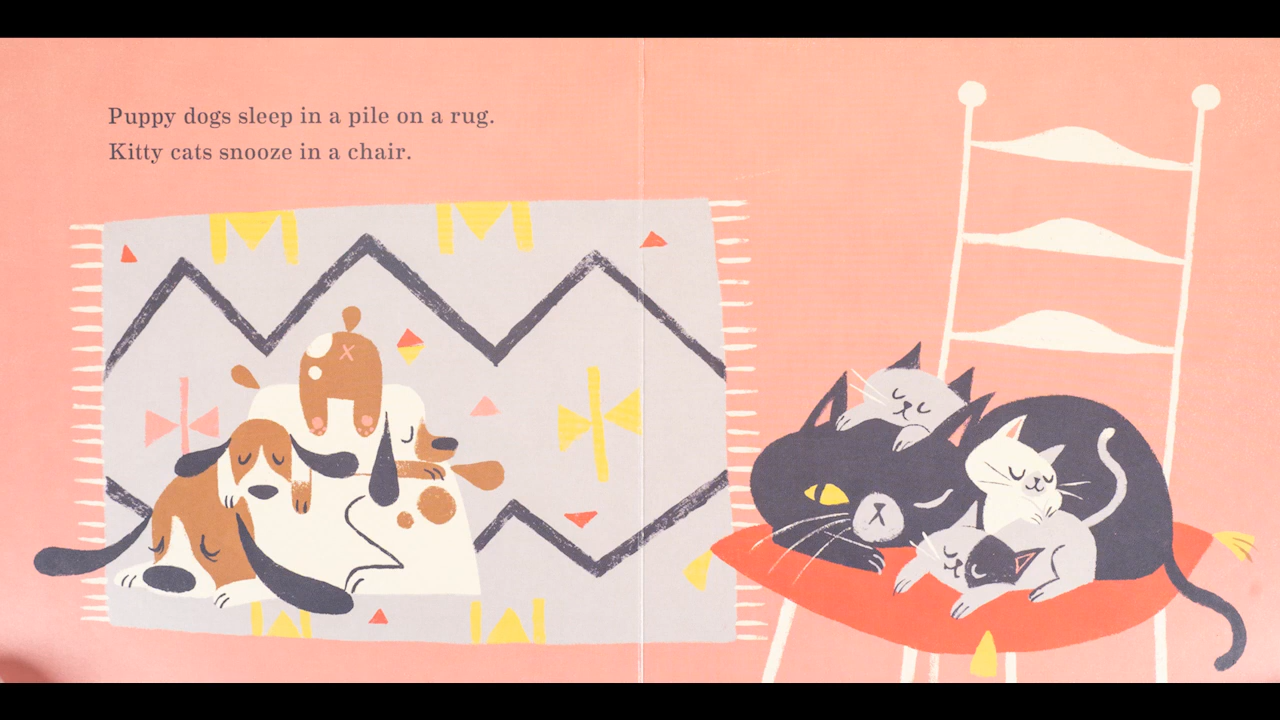 Puppy dogs sleep in a pile on a rug.
Kitty cats snooze in a chair.